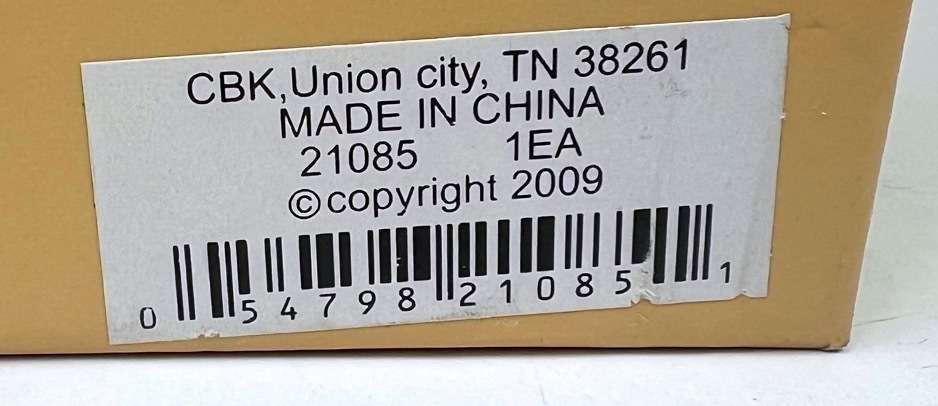 CBK,Union city, TN 38261
MADE IN CHINA
21085 1EA
©copyright 2009
0 54798 21085 1